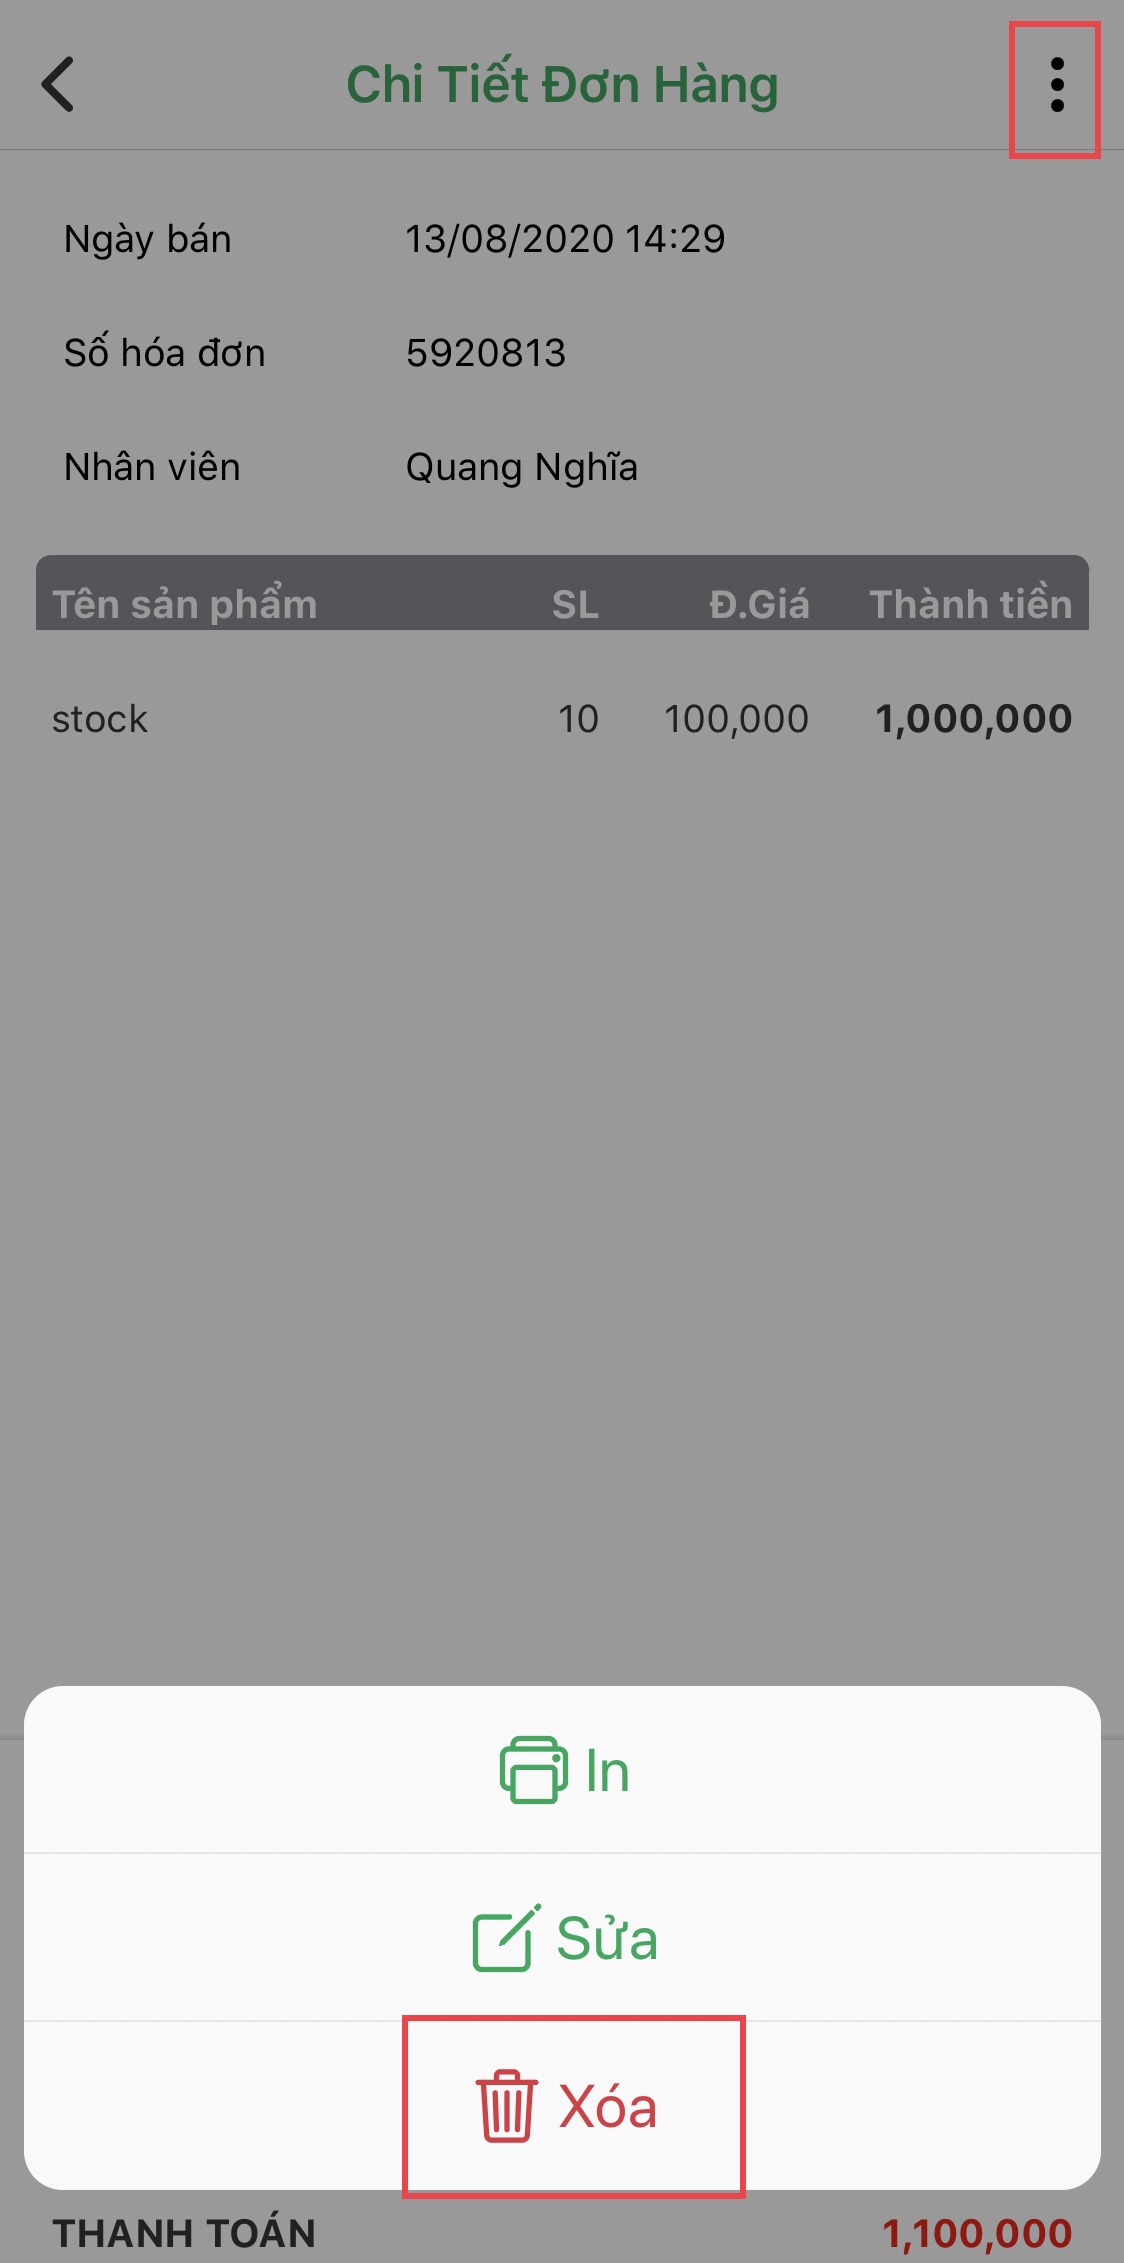 Chi Tiết Đơn Hàng
Ngày bán 13/08/2020 14:29
Số hóa đơn 5920813
Nhân viên Quang Nghĩa
Tên sản phẩm SL Đ.Giá Thành tiền
stock 10 100,000 1,000,000
In
Sửa
Xóa
THANH TOÁN 1,100,000